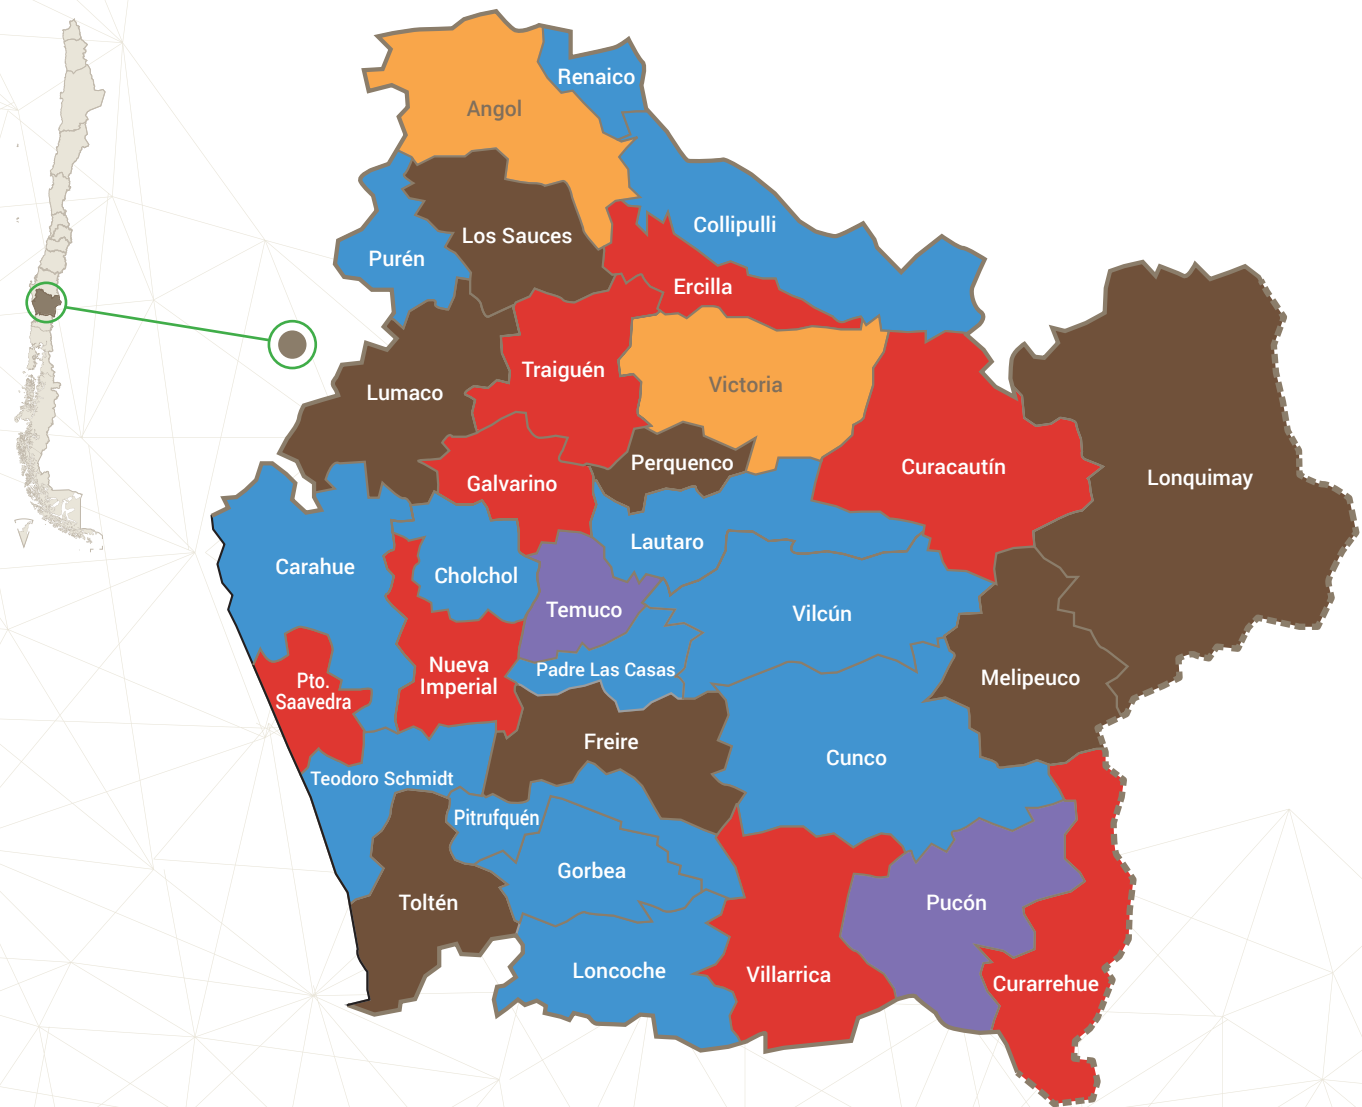 Renaico
Angol
Collipulli
Los Sauces
Purén
Ercilla
Traiguén
Victoria
Lumaco
Perquenco
Curacautín
Lonquimay
Galvarino
Lautaro
Carahue
Cholchol
Temuco
Vilcún
Nueva
Imperial
Padre Las Casas
Melipeuco
Pto.
Saavedra
Freire
Cunco
Teodoro Schmidt
Pitrufquén
Gorbea
Toltén
Pucón
Loncoche
Villarrica
Curarrehue